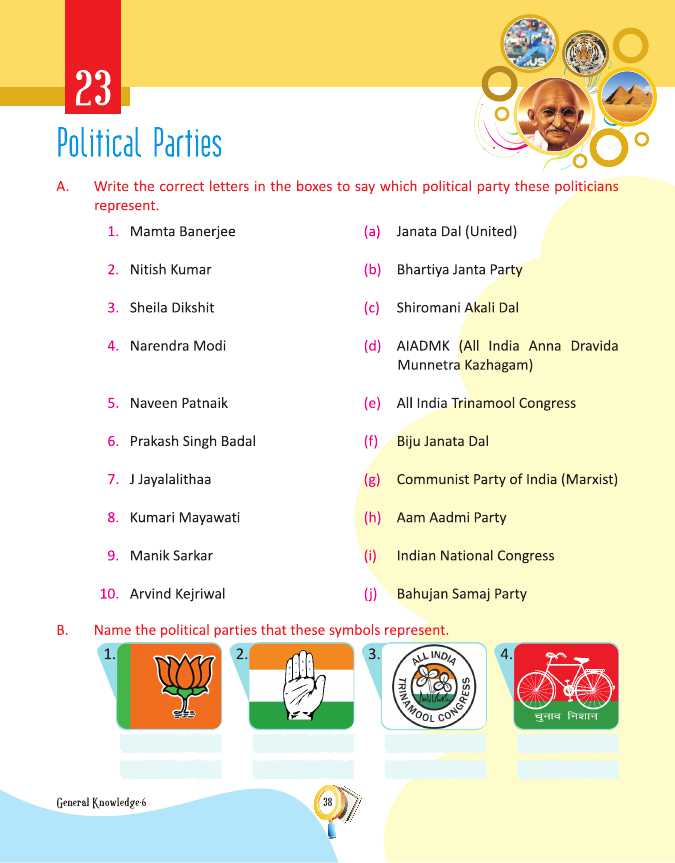 23
US
Political Parties
A. Write the correct letters in the boxes to say which political party these politicians
represent.
1. Mamta Banerjee (a) Janata Dal (United)
2. Nitish Kumar (b) Bhartiya Janta Party
3. Sheila Dikshit (c) Shiromani Akali Dal
4. Narendra Modi (d) AIADMK (All India Anna Dravida
Munnetra Kazhagam)
5. Naveen Patnaik (e) All India Trinamool Congress
6. Prakash Singh Badal (f) Biju Janata Dal
7. J Jayalalithaa (g) Communist Party of India (Marxist)
8. Kumari Mayawati (h) Aam Aadmi Party
9. Manik Sarkar (i) Indian National Congress
10. Arvind Kejriwal (j) Bahujan Samaj Party
B. Name the political parties that these symbols represent.
1. 2. 3. 4.
ALL INDIA
TRINAMOOL CONGRESS
चुनाव निशान
General Knowledge-6
38